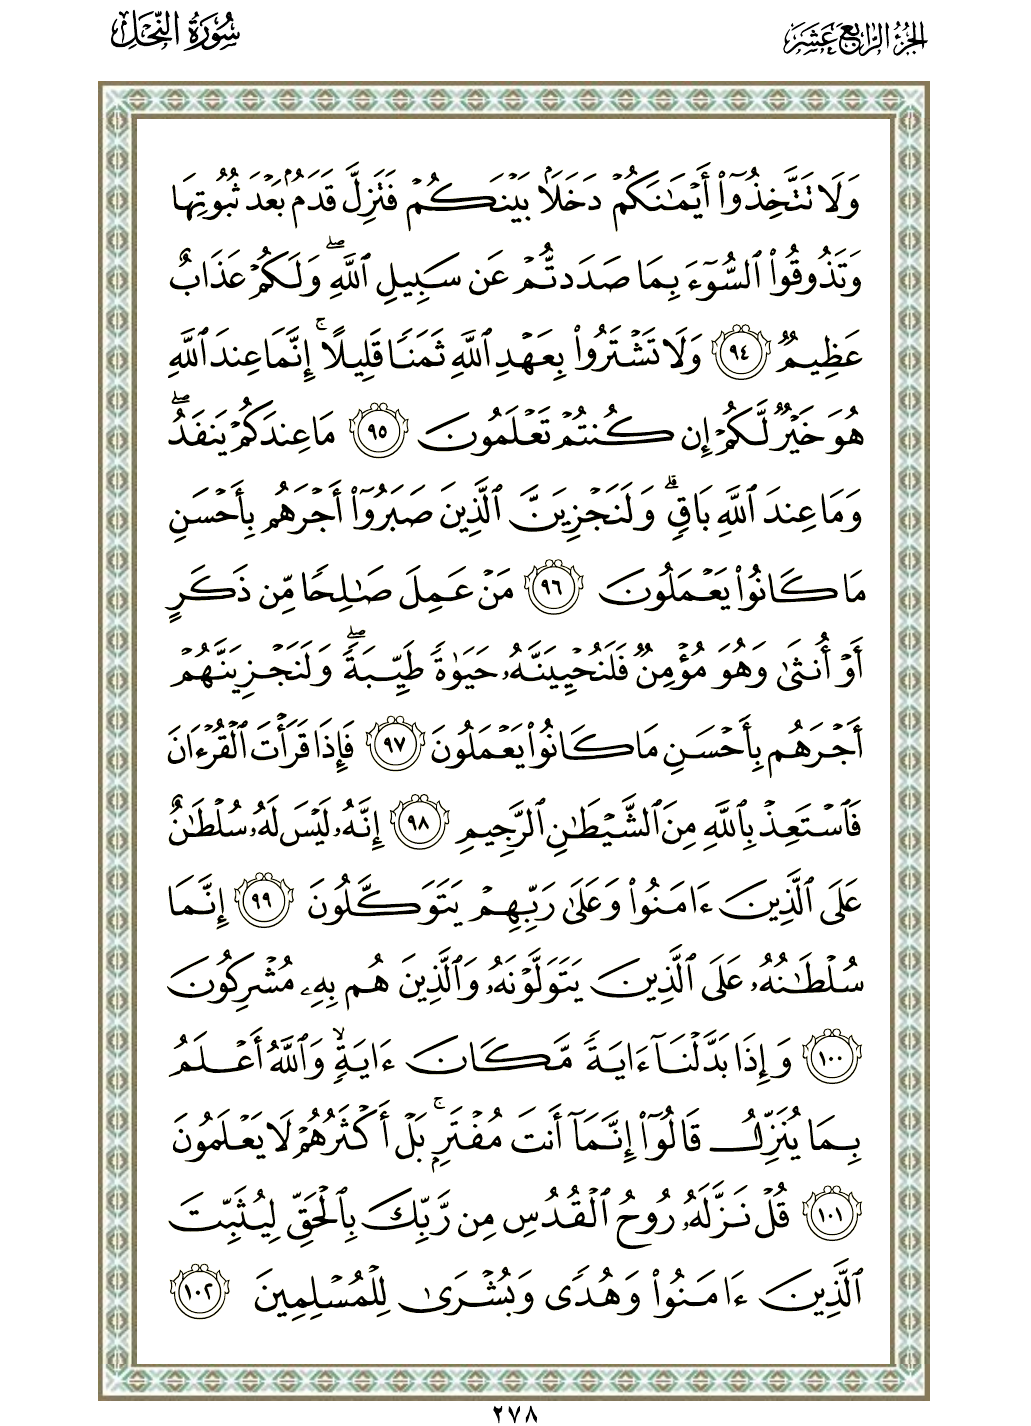 الجزء الرابع عشر
سورة النحل
وَلَا تَتَّخِذُوٓا۟ أَيْمَـٰنَكُمْ دَخَلًۢا بَيْنَكُمْ فَتَزِلَّ قَدَمٌۢ بَعْدَ ثُبُوتِهَا
وَتَذُوقُوا۟ ٱلسُّوٓءَ بِمَا صَدَدتُّمْ عَن سَبِيلِ ٱللَّهِ ۖ وَلَكُمْ عَذَابٌ
عَظِيمٌ ﴿٩٤﴾ وَلَا تَشْتَرُوا۟ بِعَهْدِ ٱللَّهِ ثَمَنًا قَلِيلًا ۚ إِنَّمَا عِندَ ٱللَّهِ
هُوَ خَيْرٌ لَّكُمْ إِن كُنتُمْ تَعْلَمُونَ ﴿٩٥﴾ مَا عِندَكُمْ يَنفَدُ ۖ
وَمَا عِندَ ٱللَّهِ بَاقٍ ۗ وَلَنَجْزِيَنَّ ٱلَّذِينَ صَبَرُوٓا۟ أَجْرَهُم بِأَحْسَنِ
مَا كَانُوا۟ يَعْمَلُونَ ﴿٩٦﴾ مَنْ عَمِلَ صَـٰلِحًا مِّن ذَكَرٍ
أَوْ أُنثَىٰ وَهُوَ مُؤْمِنٌ فَلَنُحْيِيَنَّهُۥ حَيَوٰةً طَيِّبَةً ۖ وَلَنَجْزِيَنَّهُمْ
أَجْرَهُم بِأَحْسَنِ مَا كَانُوا۟ يَعْمَلُونَ ﴿٩٧﴾ فَإِذَا قَرَأْتَ ٱلْقُرْءَانَ
فَٱسْتَعِذْ بِٱللَّهِ مِنَ ٱلشَّيْطَـٰنِ ٱلرَّجِيمِ ﴿٩٨﴾ إِنَّهُۥ لَيْسَ لَهُۥ سُلْطَـٰنٌ
عَلَى ٱلَّذِينَ ءَامَنُوا۟ وَعَلَىٰ رَبِّهِمْ يَتَوَكَّلُونَ ﴿٩٩﴾ إِنَّمَا
سُلْطَـٰنُهُۥ عَلَى ٱلَّذِينَ يَتَوَلَّوْنَهُۥ وَٱلَّذِينَ هُم بِهِۦ مُشْرِكُونَ
﴿١٠٠﴾ وَإِذَا بَدَّلْنَآ ءَايَةً مَّكَانَ ءَايَةٍ ۙ وَٱللَّهُ أَعْلَمُ
بِمَا يُنَزِّلُ قَالُوٓا۟ إِنَّمَآ أَنتَ مُفْتَرٍۭ ۚ بَلْ أَكْثَرُهُمْ لَا يَعْلَمُونَ
﴿١٠١﴾ قُلْ نَزَّلَهُۥ رُوحُ ٱلْقُدُسِ مِن رَّبِّكَ بِٱلْحَقِّ لِيُثَبِّتَ
ٱلَّذِينَ ءَامَنُوا۟ وَهُدًى وَبُشْرَىٰ لِلْمُسْلِمِينَ ﴿١٠٢﴾
٢٧٨